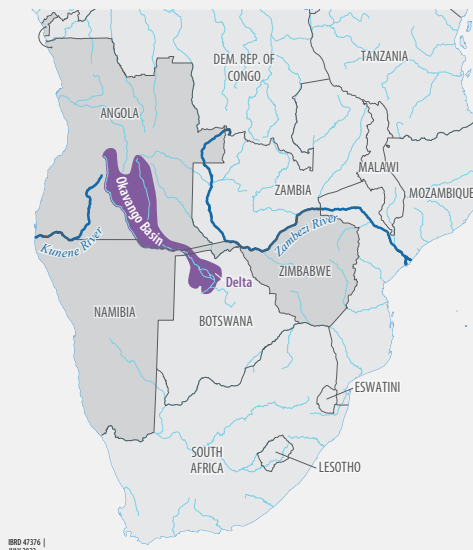 DEM. REP. OF
CONGO
TANZANIA
ANGOLA
MALAWI
ZAMBIA
MOZAMBIQUE
Okavango Basin
Kunene River
Zambezi River
ZIMBABWE
Delta
NAMIBIA
BOTSWANA
ESWATINI
SOUTH
AFRICA
LESOTHO
IBRD 47376 |